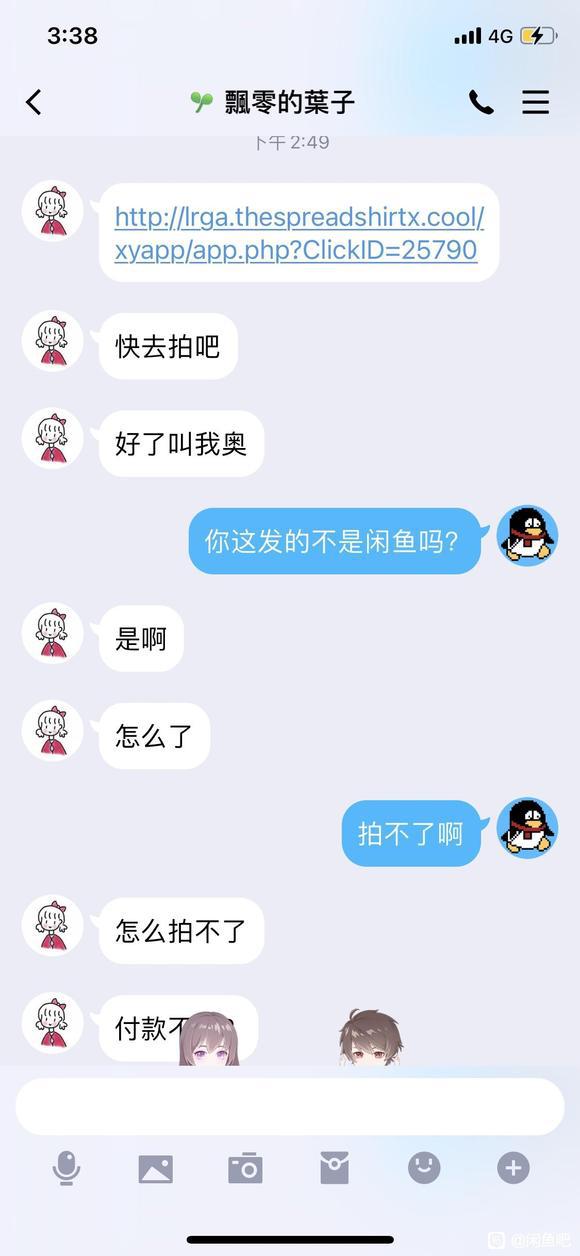 3:38
4G
飄零的葉子
下午 2:49
http://lrga.thespreadshirtx.cool/
xyapp/app.php?ClickID=25790
快去拍吧
好了叫我奥
你这发的不是闲鱼吗?
是啊
怎么了
拍不了啊
怎么拍不了
付款不
@闲鱼吧